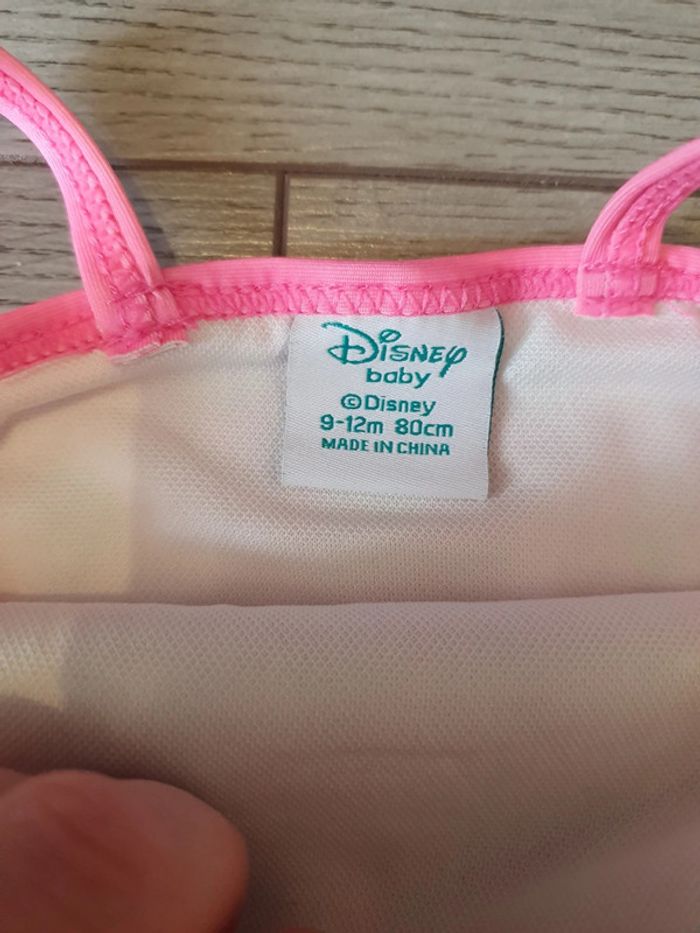 Disney
baby
©Disney
9-12m 80cm
MADE IN CHINA